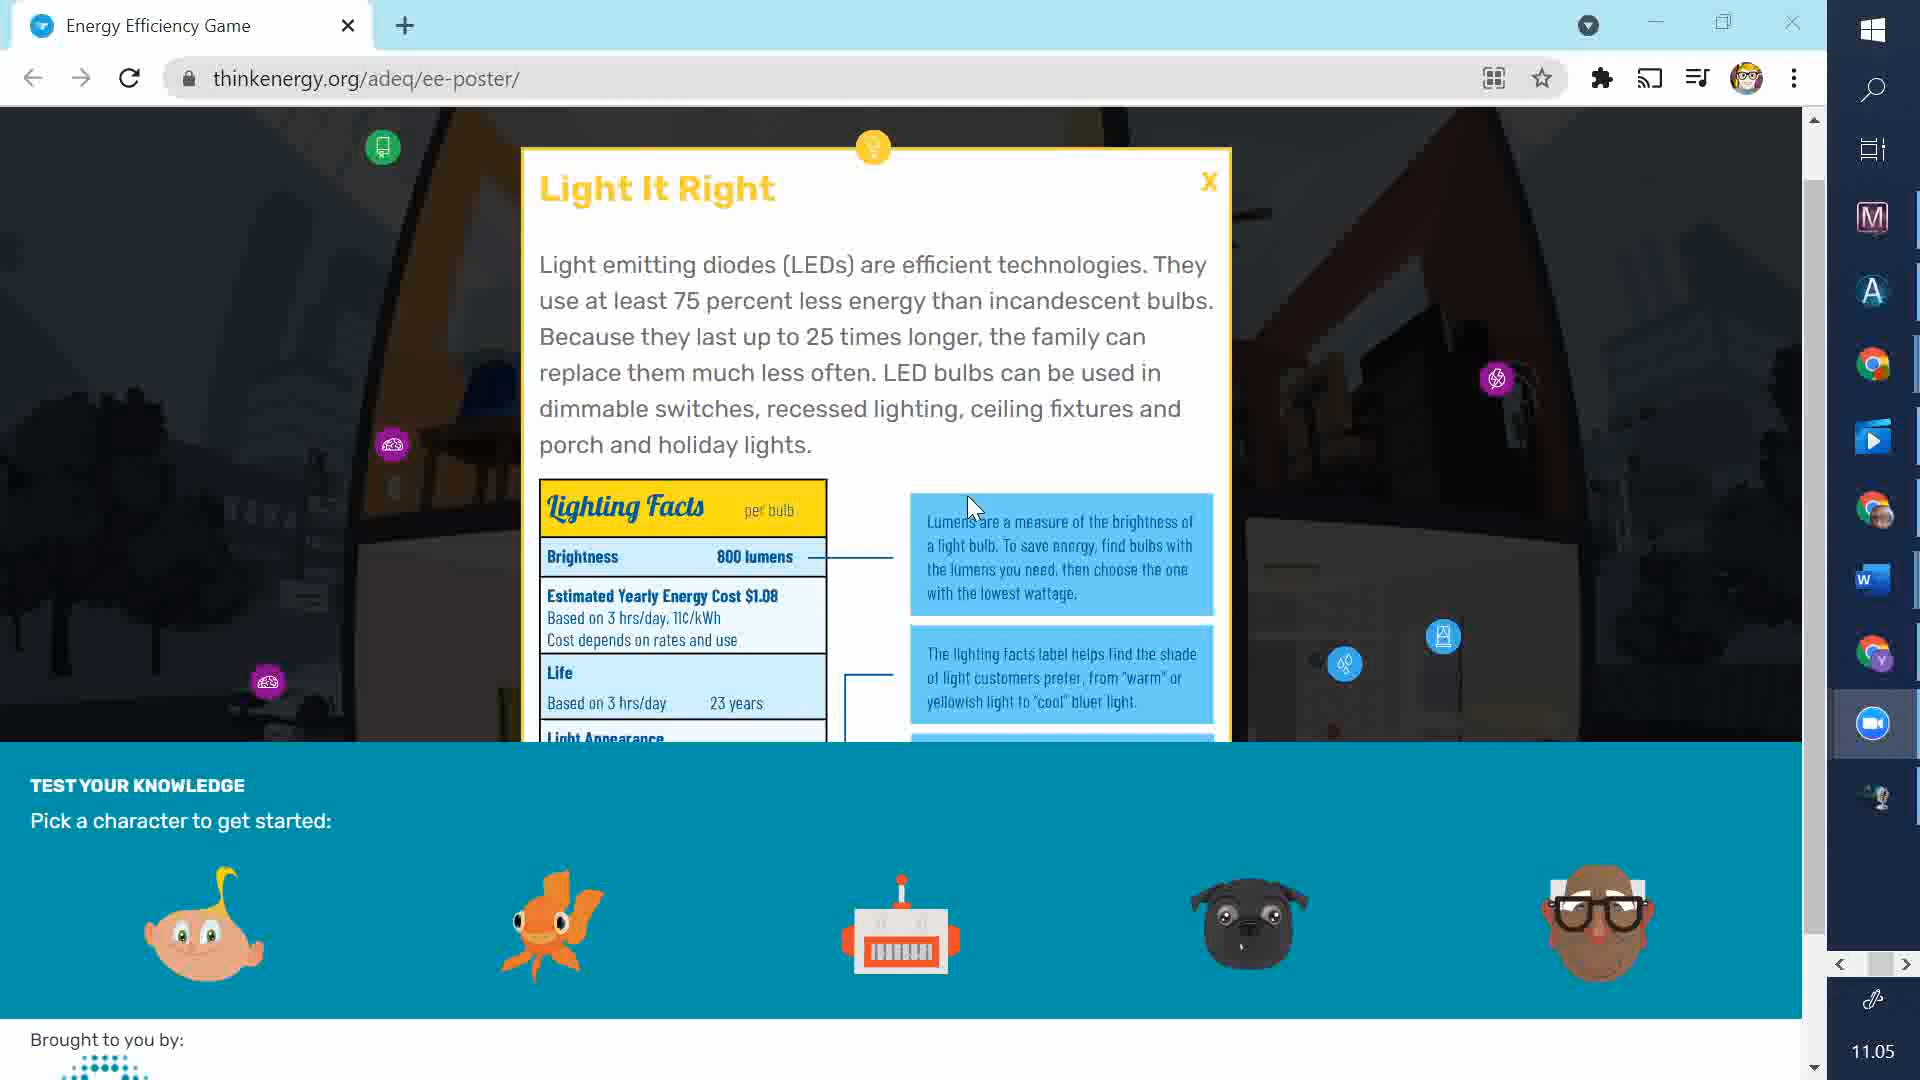 Energy Efficiency Game
thinkenergy.org/adeq/ee-poster/
Light It Right
X
Light emitting diodes (LEDs) are efficient technologies. They
use at least 75 percent less energy than incandescent bulbs.
Because they last up to 25 times longer, the family can
replace them much less often. LED bulbs can be used in
dimmable switches, recessed lighting, ceiling fixtures and
porch and holiday lights.
Lighting Facts per bulb
Brightness 800 lumens
Estimated Yearly Energy Cost $1.08
Based on 3 hrs/day, 11¢/kWh
Cost depends on rates and use
Life
Based on 3 hrs/day 23 years
Light Appearance
Lumens are a measure of the brightness of
a light bulb. To save energy, find bulbs with
the lumens you need, then choose the one
with the lowest wattage.
The lighting facts label helps find the shade
of light customers prefer, from "warm" or
yellowish light to "cool" bluer light.
TEST YOUR KNOWLEDGE
Pick a character to get started:
Brought to you by:
M
A
W
Y
11.05